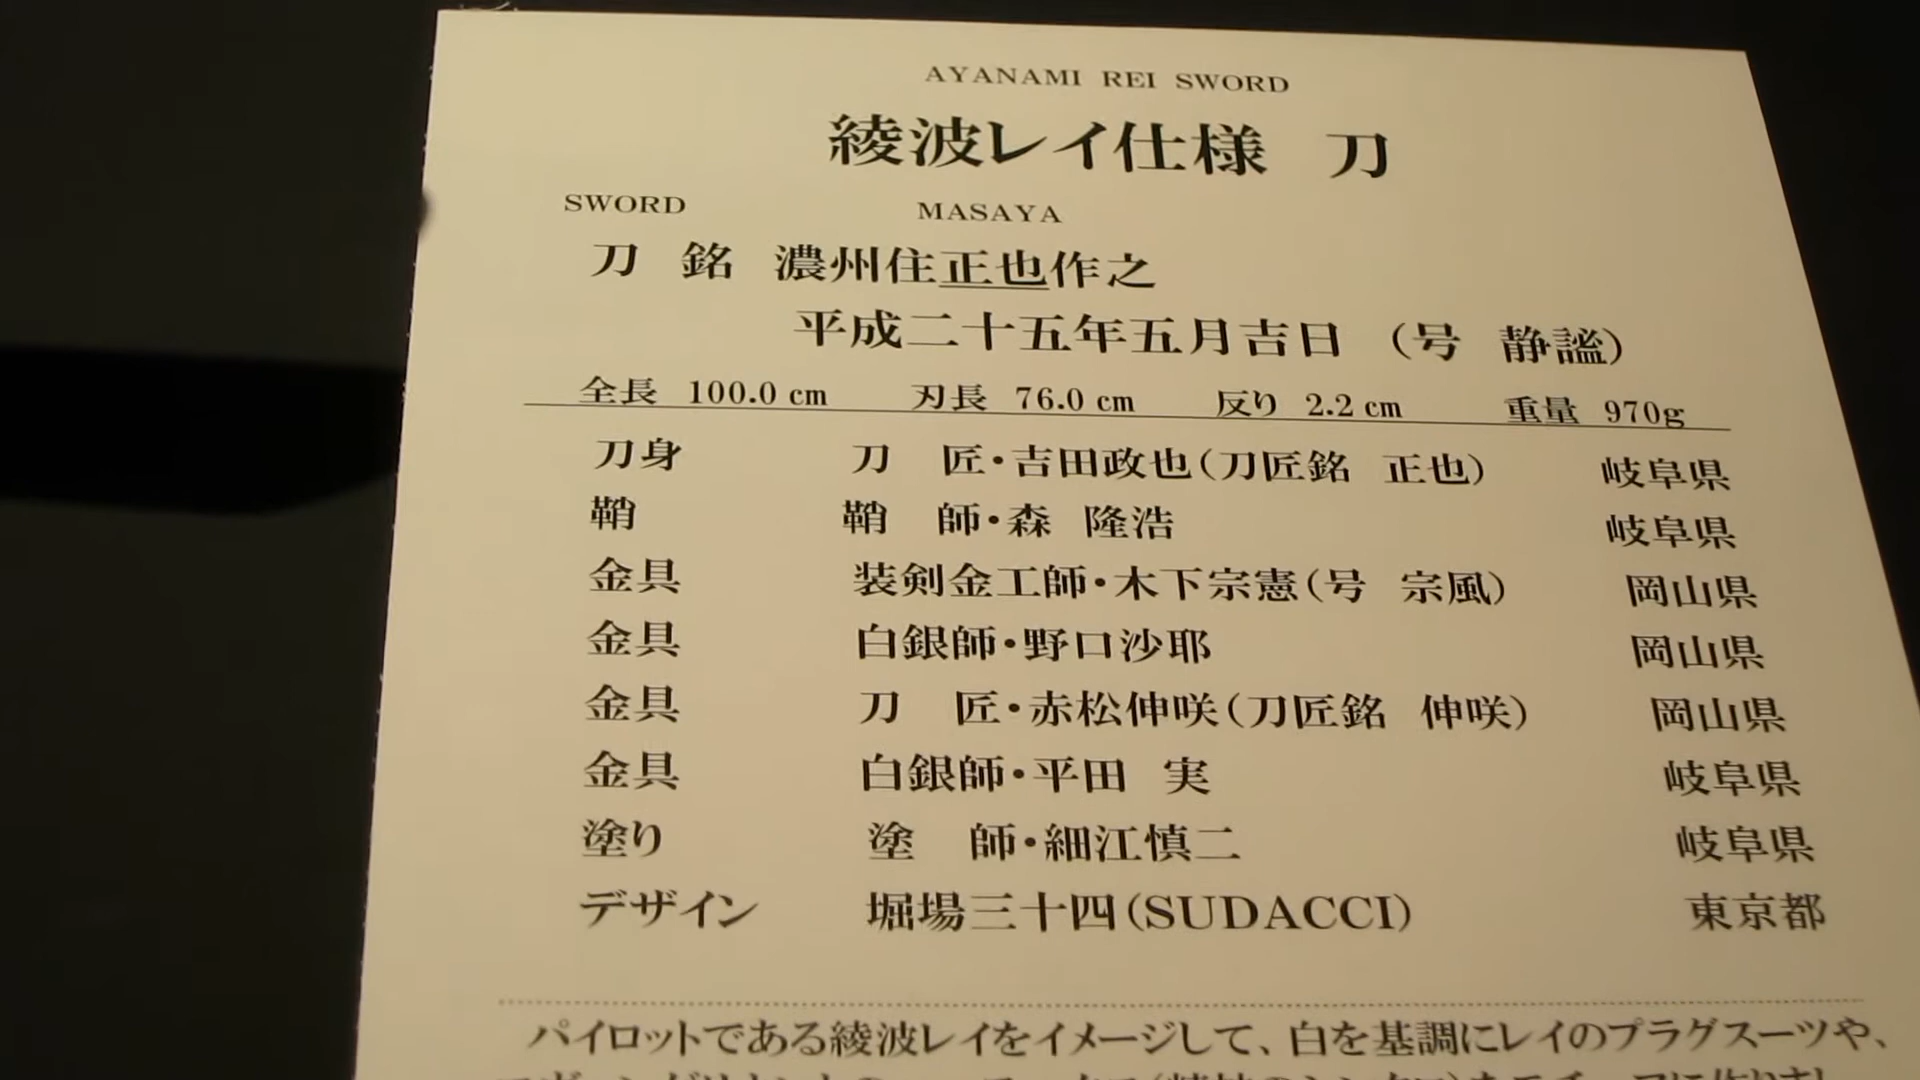 AYANAMI REI SWORD
綾波レイ仕様　刀
SWORD　MASAYA
刀　銘　濃州住正也作之
平成二十五年五月吉日　（号　静謐）
全長　100.0 cm　刃長　76.0 cm　反り　2.2 cm　重量　970g
刀身　刀　匠・吉田政也（刀匠銘　正也）　岐阜県
鞘　鞘　師・森　隆浩　岐阜県
金具　装剣金工師・木下宗憲（号　宗風）　岡山県
金具　白銀師・野口沙耶　岡山県
金具　刀　匠・赤松伸咲（刀匠銘　伸咲）　岡山県
金具　白銀師・平田　実　岐阜県
塗り　塗　師・細江慎二　岐阜県
デザイン　堀場三十四（SUDACCI）　東京都
パイロットである綾波レイをイメージして、白を基調にレイのプラグスーツや、